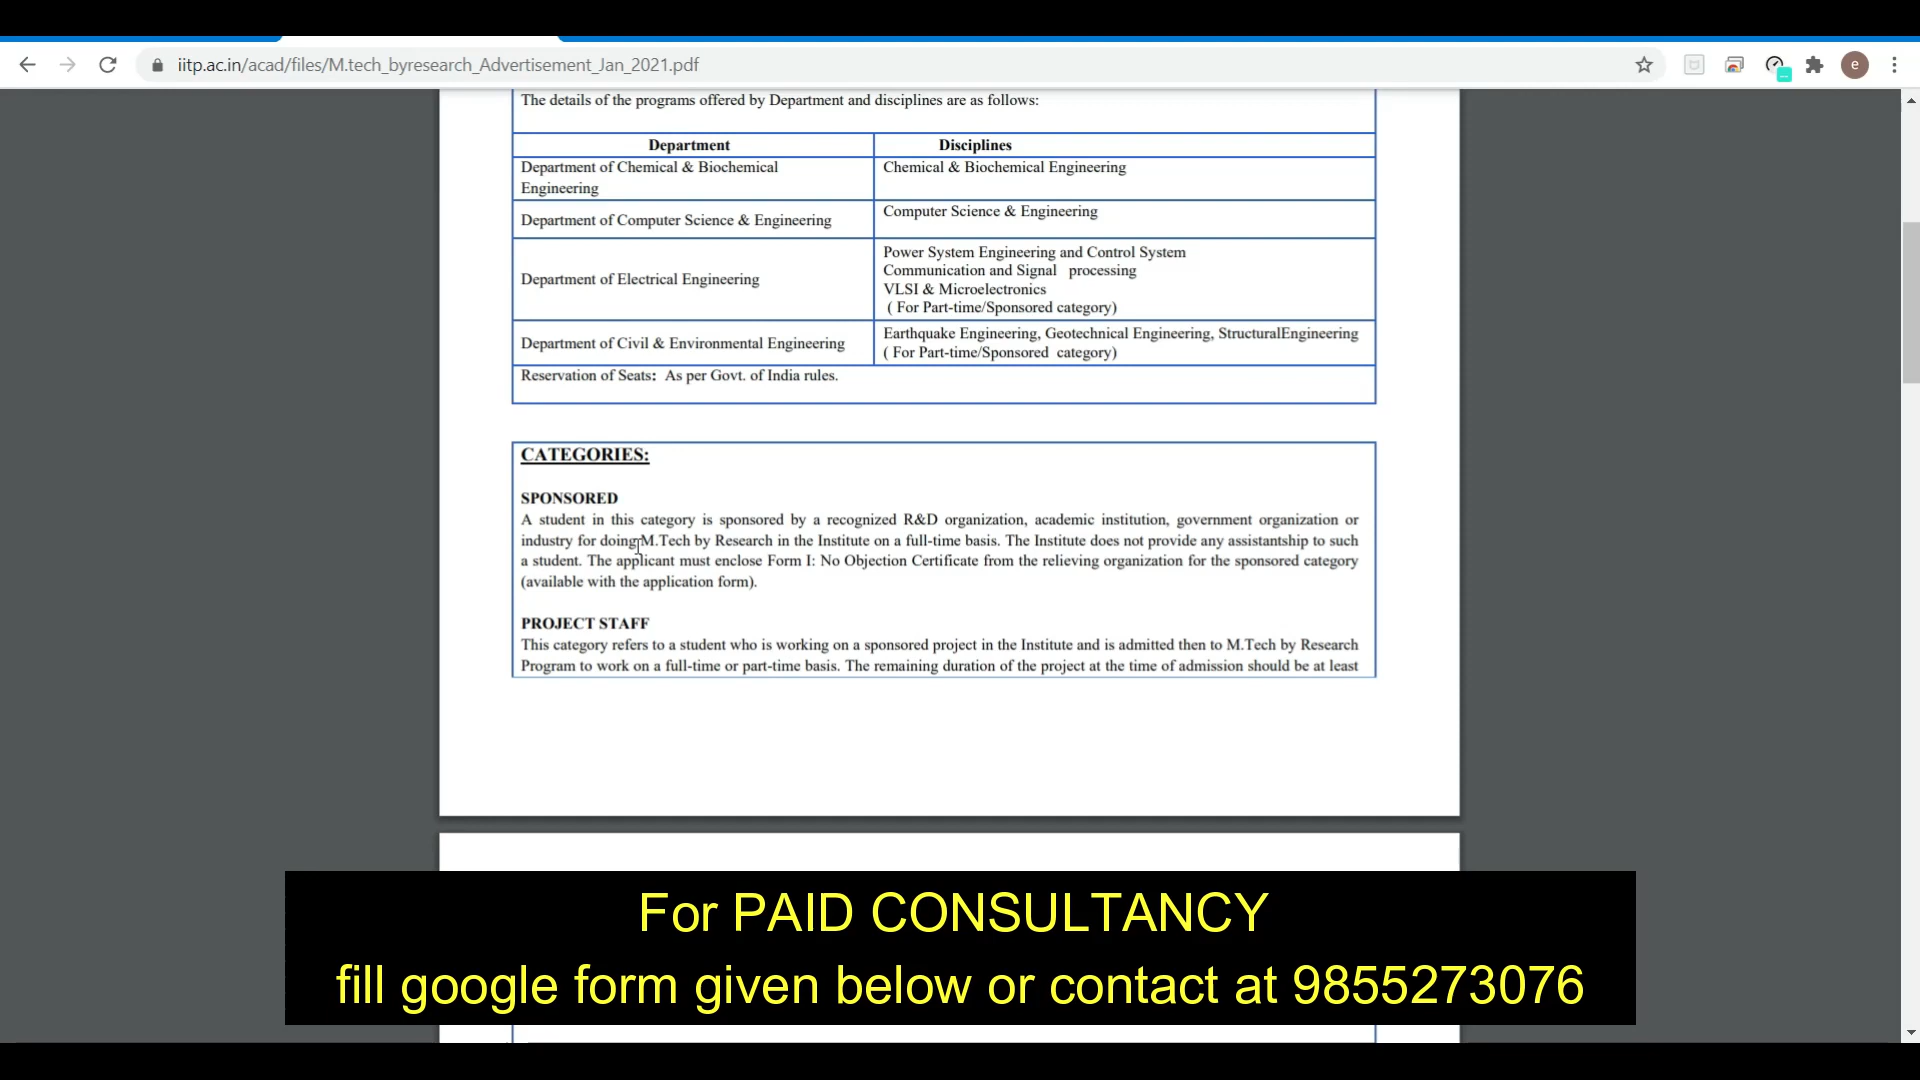 iitp.ac.in/acad/files/M.tech_byresearch_Advertisement_Jan_2021.pdf
e
The details of the programs offered by Department and disciplines are as follows:
Department Disciplines
Department of Chemical & Biochemical
Engineering
Chemical & Biochemical Engineering
Department of Computer Science & Engineering
Computer Science & Engineering
Department of Electrical Engineering
Power System Engineering and Control System
Communication and Signal processing
VLSI & Microelectronics
( For Part-time/Sponsored category)
Department of Civil & Environmental Engineering
Earthquake Engineering, Geotechnical Engineering, StructuralEngineering
( For Part-time/Sponsored category)
Reservation of Seats: As per Govt. of India rules.
CATEGORIES:
SPONSORED
A student in this category is sponsored by a recognized R&D organization, academic institution, government organization or
industry for doing M.Tech by Research in the Institute on a full-time basis. The Institute does not provide any assistantship to such
a student. The applicant must enclose Form I: No Objection Certificate from the relieving organization for the sponsored category
(available with the application form).
PROJECT STAFF
This category refers to a student who is working on a sponsored project in the Institute and is admitted then to M.Tech by Research
Program to work on a full-time or part-time basis. The remaining duration of the project at the time of admission should be at least
For PAID CONSULTANCY
fill google form given below or contact at 9855273076